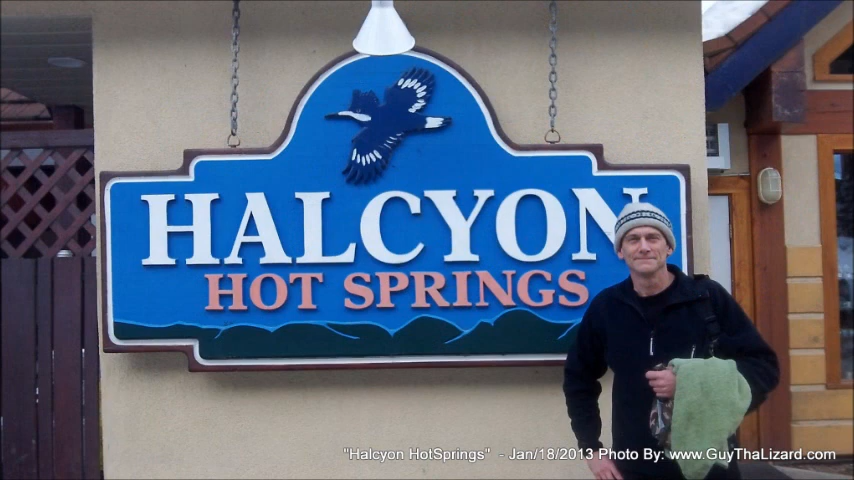 HALCYON
HOT SPRINGS
"Halcyon HotSprings" - Jan/18/2013 Photo By: www.GuyThaLizard.com